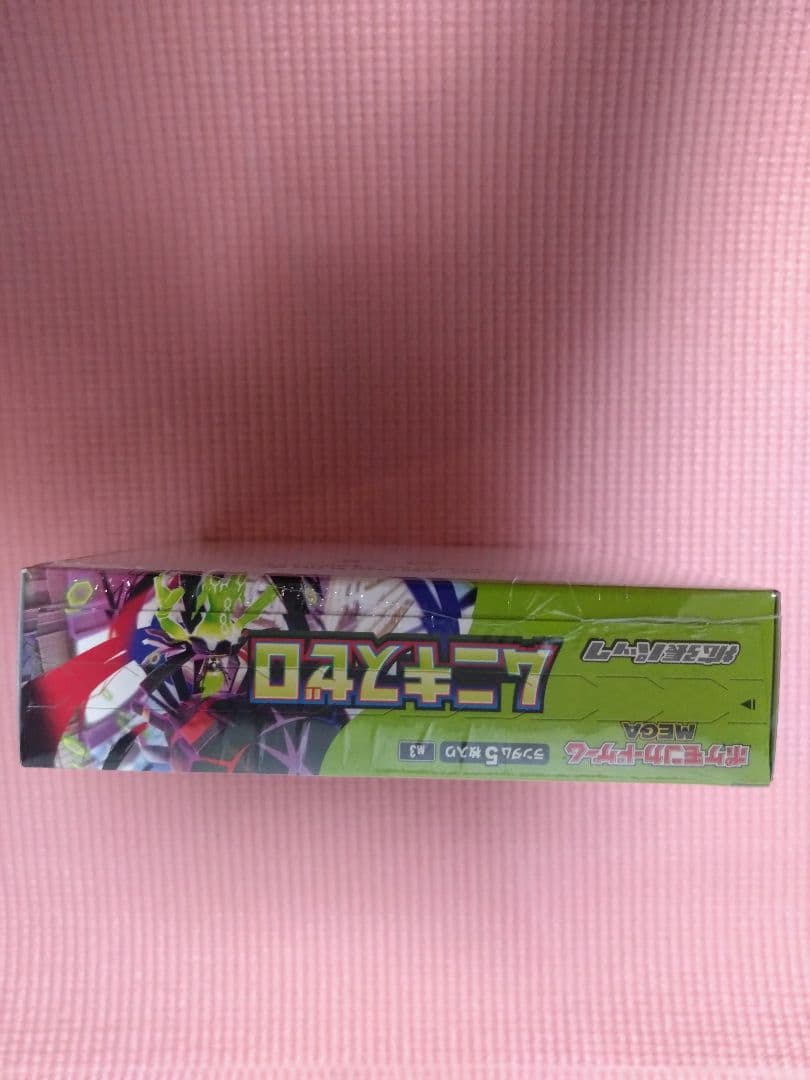 ポケモンカードゲーム
MEGA
ランダム5枚入り
M3
拡張パック
ムニキスゼロ